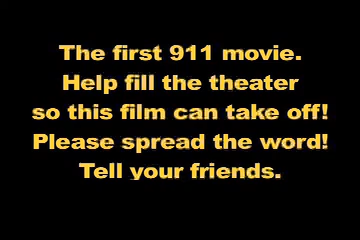 The first 911 movie.
Help fill the theater
so this film can take off!
Please spread the word!
Tell your friends.